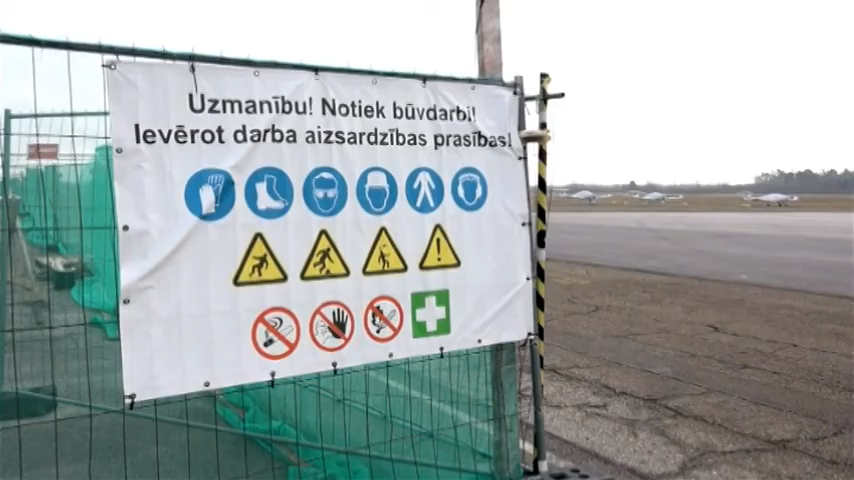 Uzmanību! Notiek būvdarbi!
Ievērot darba aizsardzības prasības!